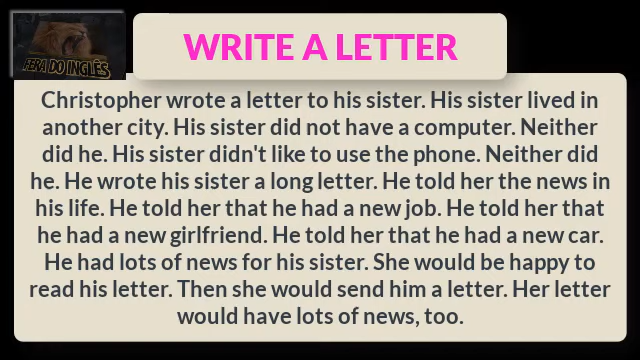 FERA DO INGLÊS
WRITE A LETTER
Christopher wrote a letter to his sister. His sister lived in
another city. His sister did not have a computer. Neither
did he. His sister didn't like to use the phone. Neither did
he. He wrote his sister a long letter. He told her the news in
his life. He told her that he had a new job. He told her that
he had a new girlfriend. He told her that he had a new car.
He had lots of news for his sister. She would be happy to
read his letter. Then she would send him a letter. Her letter
would have lots of news, too.